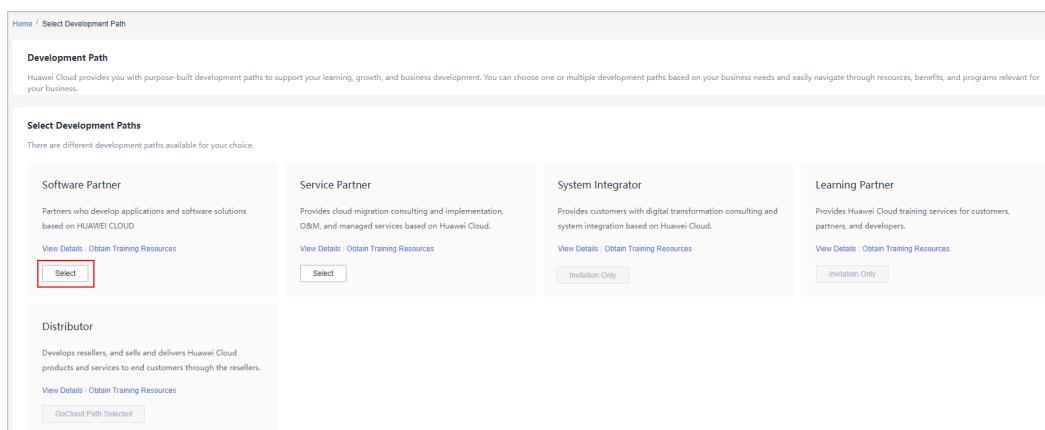 Home / Select Development Path
Development Path
Huawei Cloud provides you with purpose-built development paths to support your learning, growth, and business development. You can choose one or multiple development paths based on your business needs and easily navigate through resources, benefits, and programs relevant for
your business.
Select Development Paths
There are different development paths available for your choice.
Software Partner
Partners who develop applications and software solutions
based on HUAWEI CLOUD
View Details | Obtain Training Resources
Select
Service Partner
Provides cloud migration consulting and implementation,
O&M, and managed services based on Huawei Cloud.
View Details | Obtain Training Resources
Select
System Integrator
Provides customers with digital transformation consulting and
system integration based on Huawei Cloud.
View Details | Obtain Training Resources
Invitation Only
Learning Partner
Provides Huawei Cloud training services for customers,
partners, and developers.
View Details | Obtain Training Resources
Invitation Only
Distributor
Develops resellers, and sells and delivers Huawei Cloud
products and services to end customers through the resellers.
View Details | Obtain Training Resources
GoCloud Path Selected